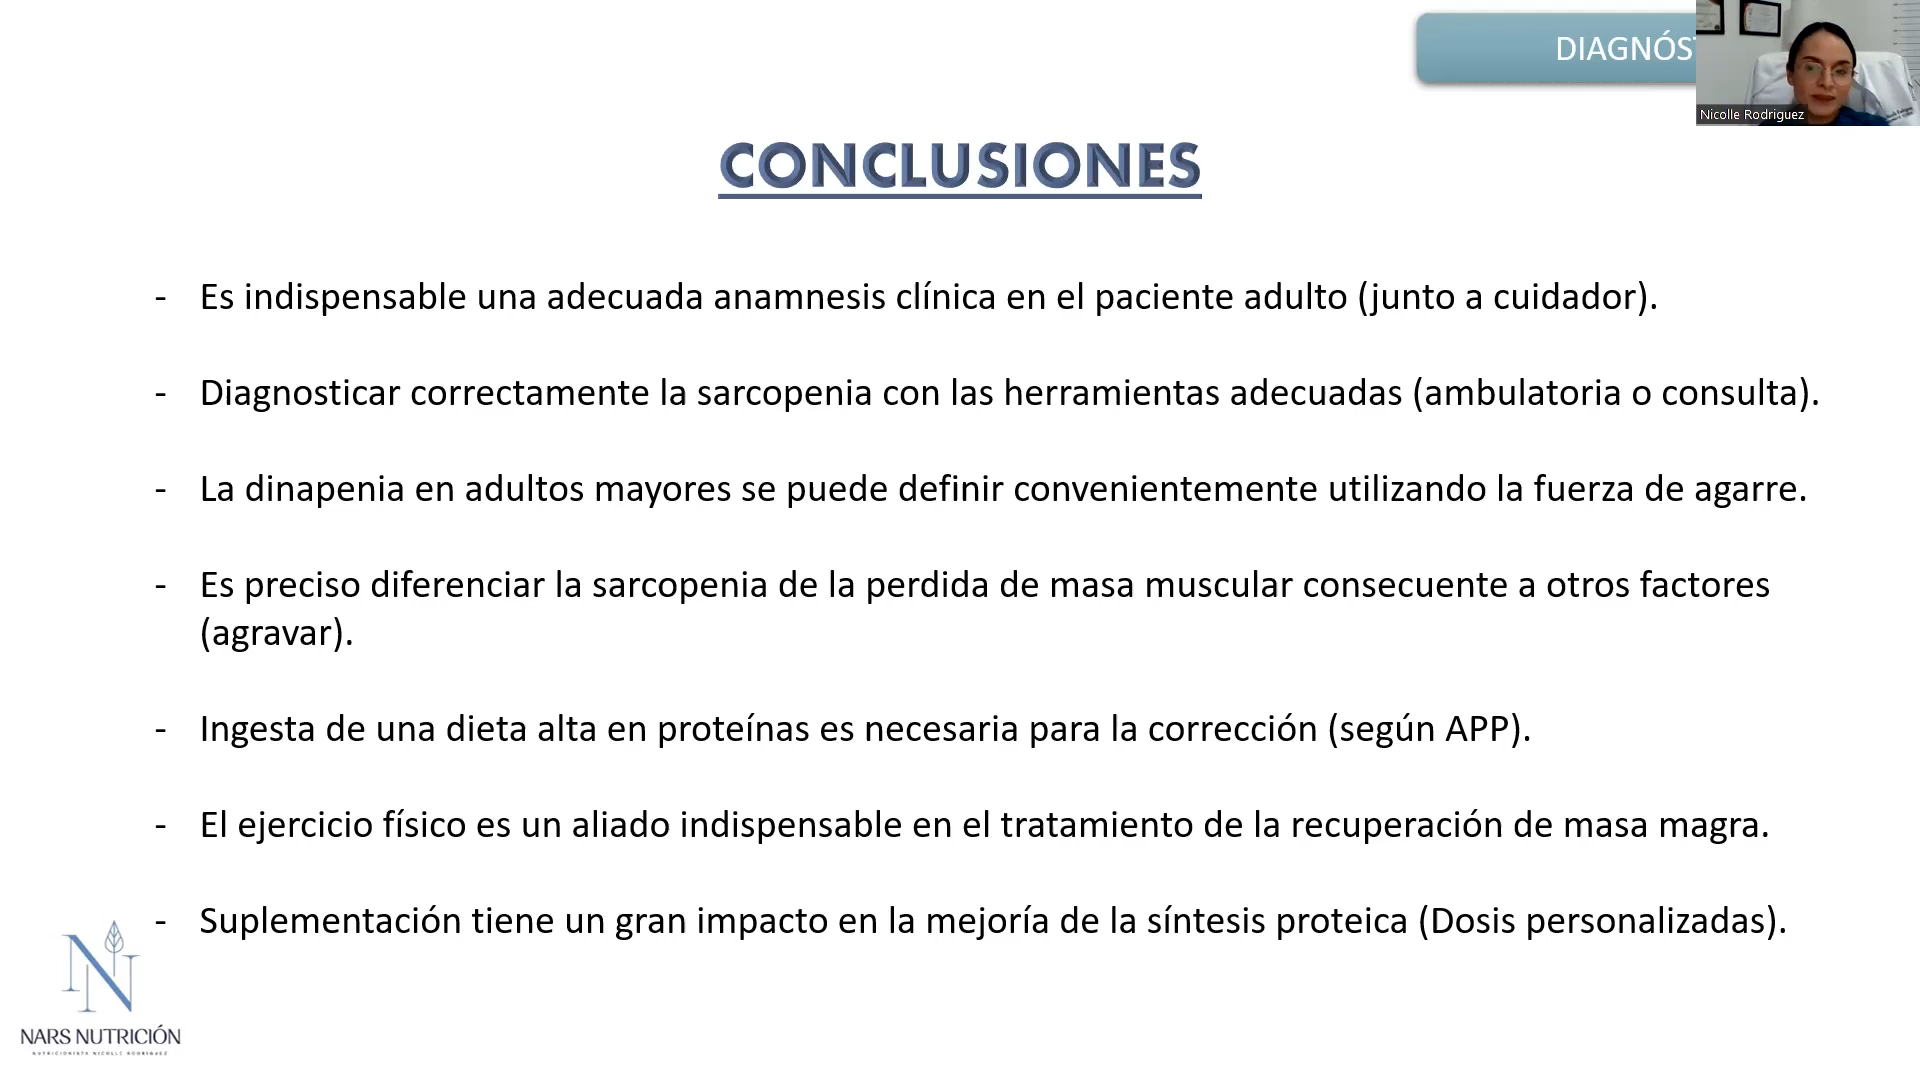 DIAGNÓS
Nicolle Rodriguez
CONCLUSIONES
- Es indispensable una adecuada anamnesis clínica en el paciente adulto (junto a cuidador).
- Diagnosticar correctamente la sarcopenia con las herramientas adecuadas (ambulatoria o consulta).
- La dinapenia en adultos mayores se puede definir convenientemente utilizando la fuerza de agarre.
- Es preciso diferenciar la sarcopenia de la perdida de masa muscular consecuente a otros factores
(agravar).
- Ingesta de una dieta alta en proteínas es necesaria para la corrección (según APP).
- El ejercicio físico es un aliado indispensable en el tratamiento de la recuperación de masa magra.
- Suplementación tiene un gran impacto en la mejoría de la síntesis proteica (Dosis personalizadas).
N
NARS NUTRICIÓN
NUTRICIONISTA NICOLLE RODRIGUEZ